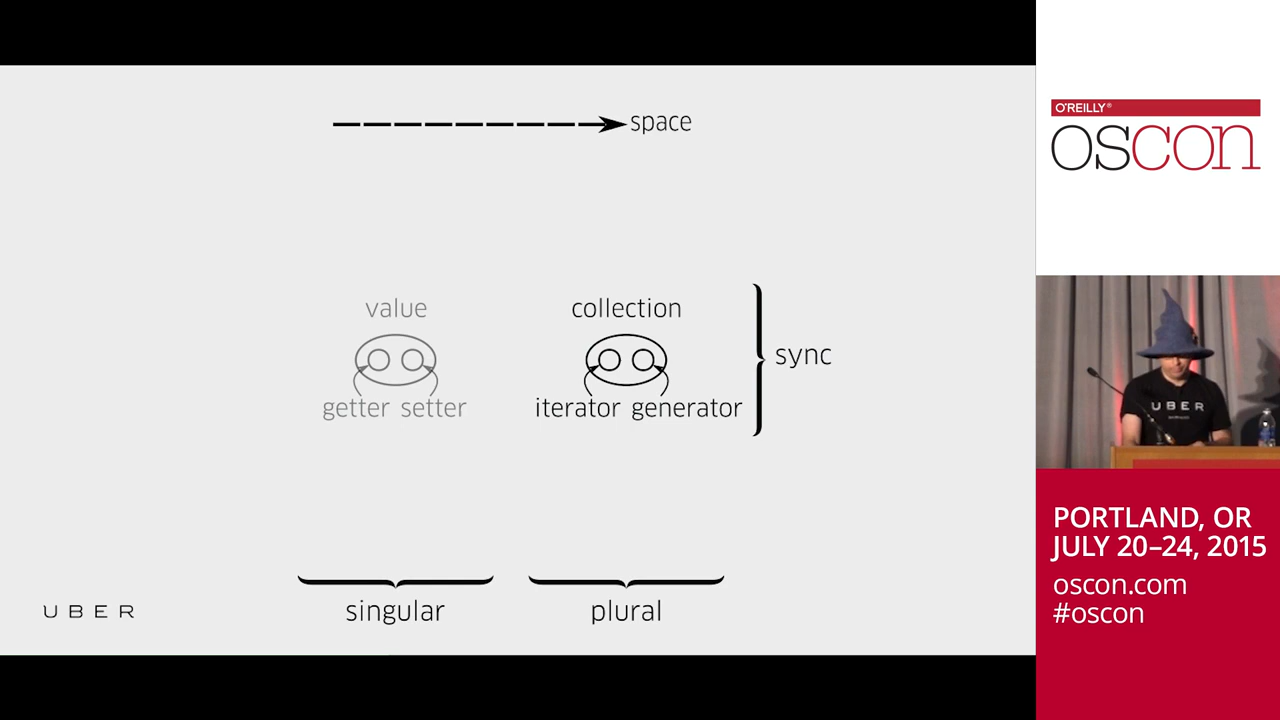 space
value
collection
getter setter
iterator generator
sync
singular
plural
UBER
O'REILLY®
oscon
UBER
PORTLAND, OR
JULY 20–24, 2015
oscon.com
#oscon